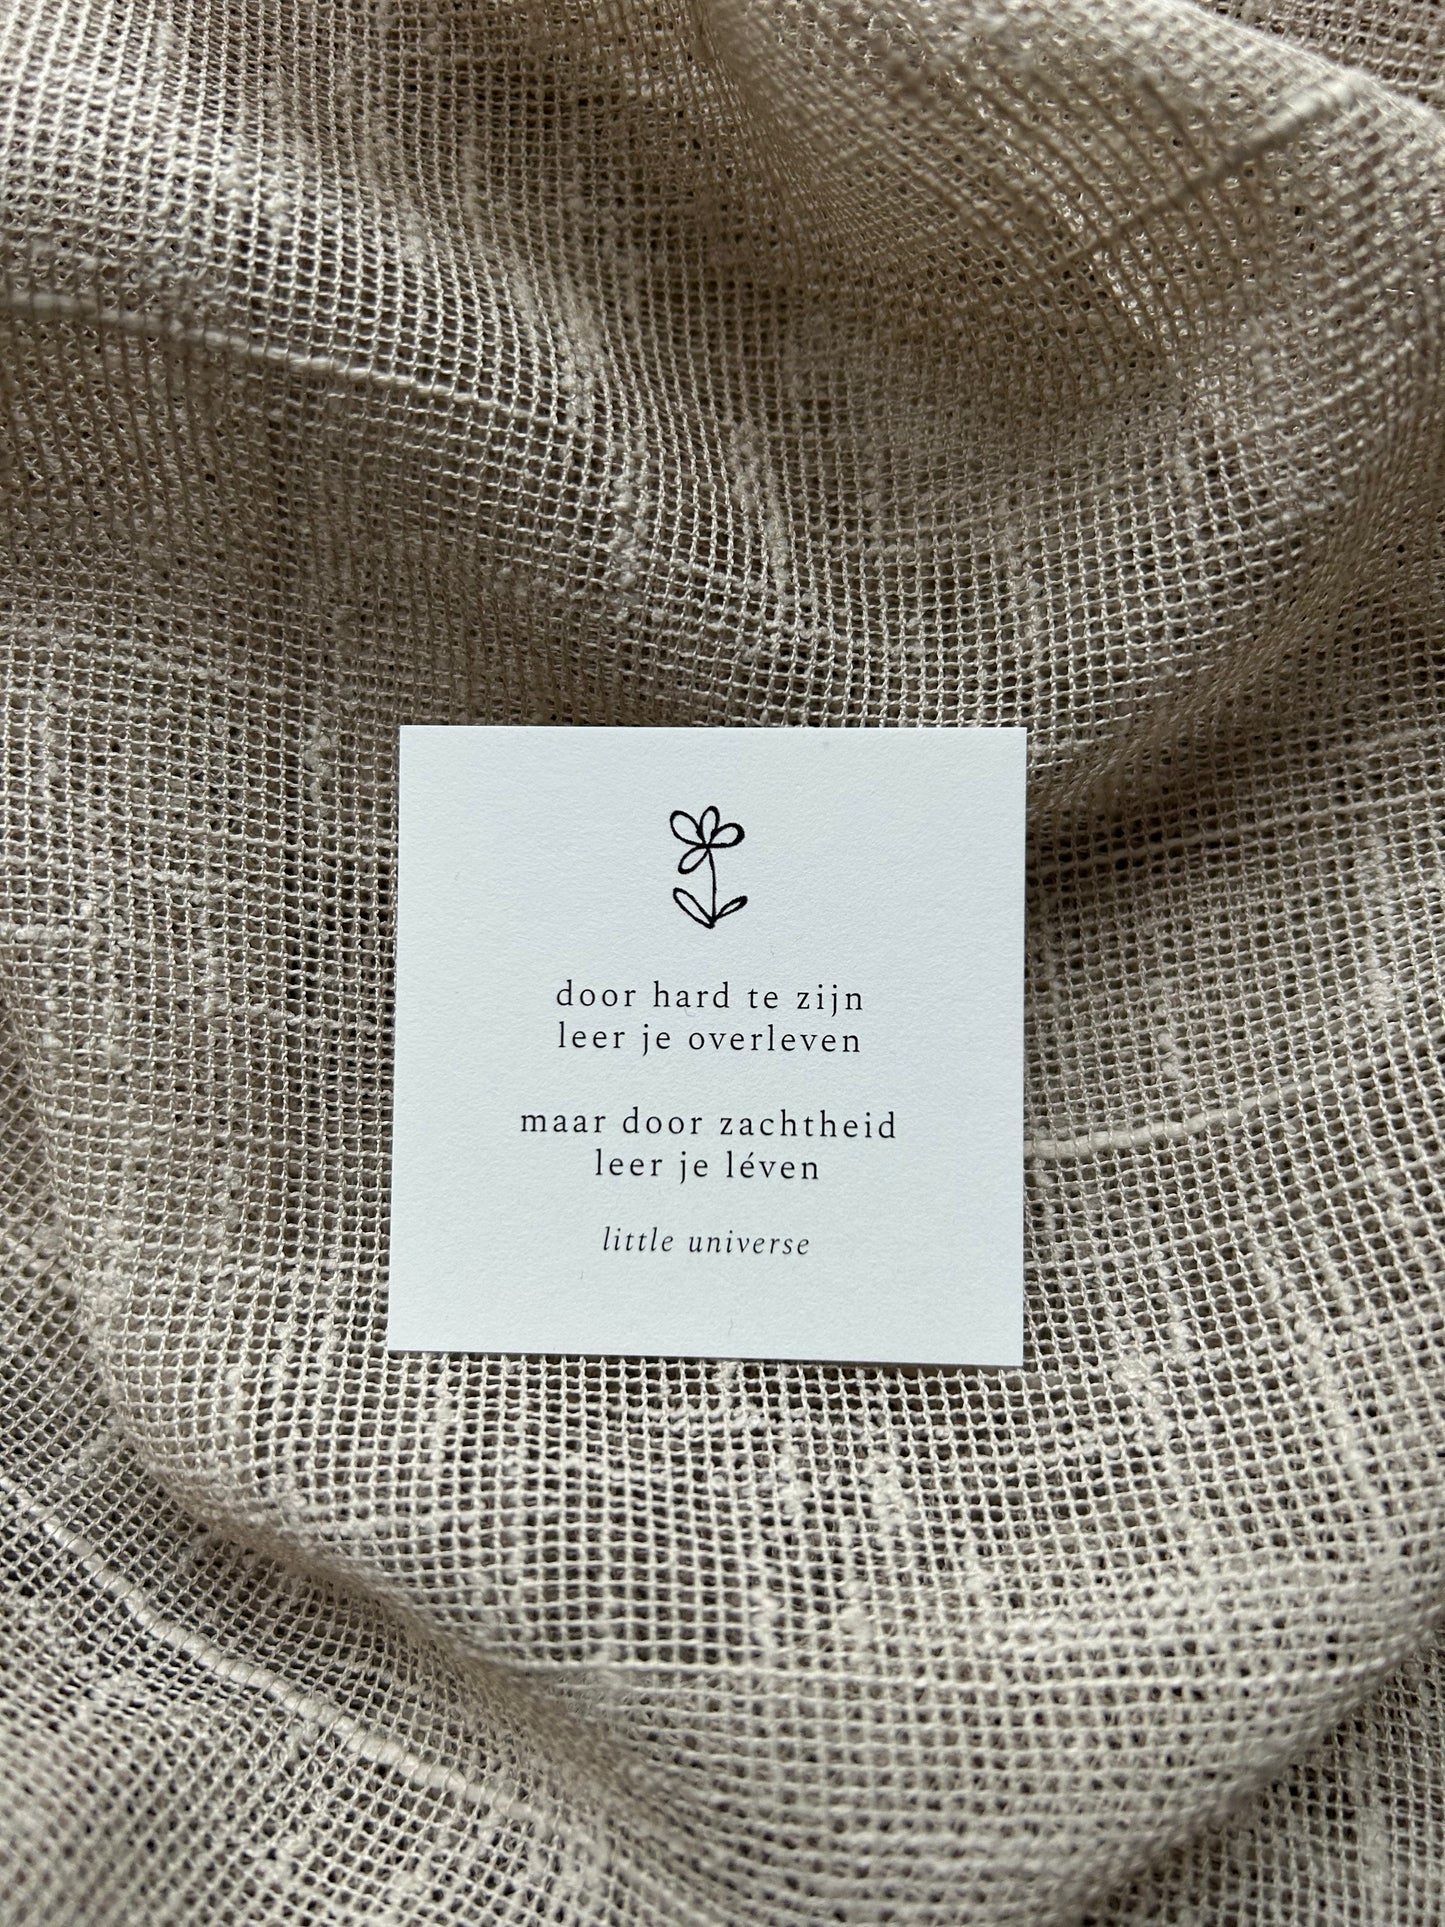 door hard te zijn
leer je overleven
maar door zachtheid
leer je léven
little universe